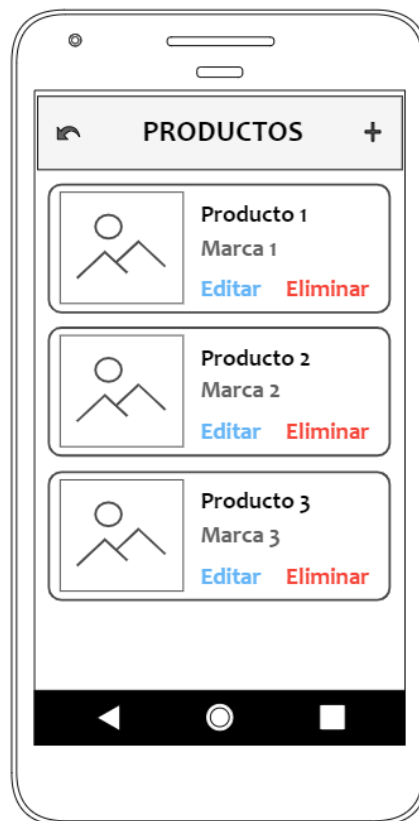 PRODUCTOS
Producto 1
Marca 1
Editar Eliminar
Producto 2
Marca 2
Editar Eliminar
Producto 3
Marca 3
Editar Eliminar